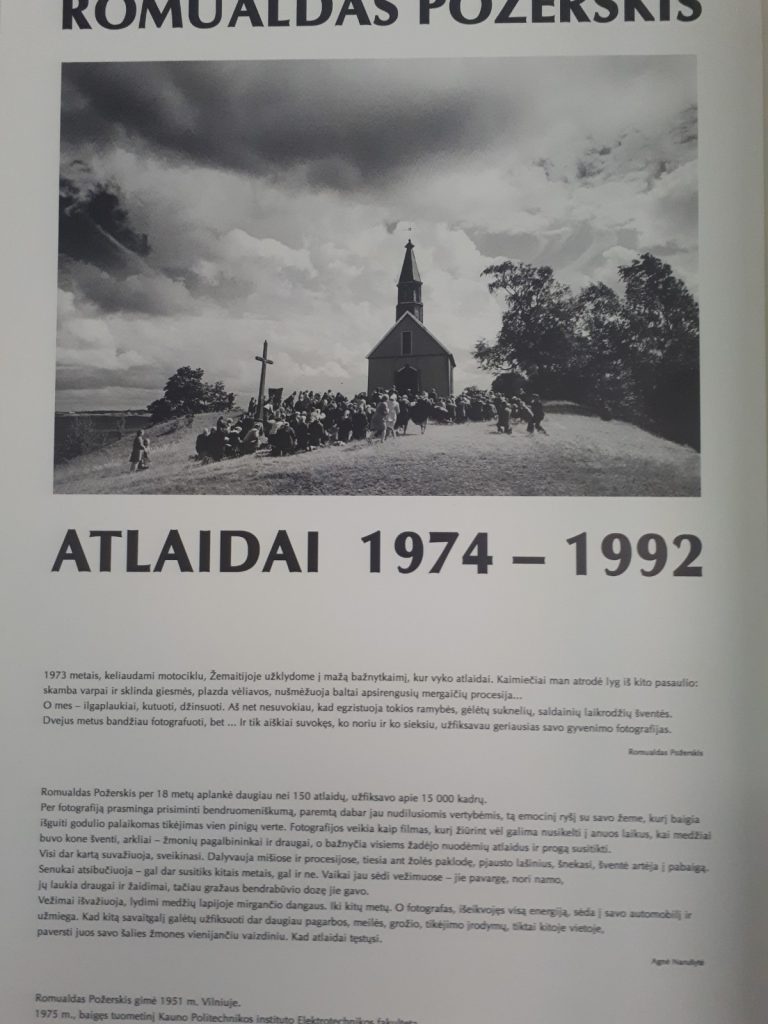 ROMUALDAS POŽERSKIS
ATLAIDAI 1974 – 1992
1973 metais, keliaudami motociklu, Žemaitijoje užklydome į mažą bažnytkaimį, kur vyko atlaidai. Kaimiečiai man atrodė lyg iš kito pasaulio:
skamba varpai ir sklinda giesmės, plazda vėliavos, nušmėžuoja baltai apsirengusių mergaičių procesija...
O mes – ilgaplaukiai, kutuoti, džinsuoti. Aš net nesuvokiau, kad egzistuoja tokios ramybės, gėlėtų suknelių, saldainių laikrodžių šventės.
Dvejus metus bandžiau fotografuoti, bet ... Ir tik aiškiai suvokęs, ko noriu ir ko sieksiu, užfiksavau geriausias savo gyvenimo fotografijas.
Romualdas Požerskis
Romualdas Požerskis per 18 metų aplankė daugiau nei 150 atlaidų, užfiksavo apie 15 000 kadrų.
Per fotografiją prasminga prisiminti bendruomeniškumą, paremtą dabar jau nudilusiomis vertybėmis, tą emocinį ryšį su savo žeme, kurį baigia
išguiti godulio palaikomas tikėjimas vien pinigų verte. Fotografijos veikia kaip filmas, kurį žiūrint vėl galima nusikelti į anuos laikus, kai medžiai
buvo kone šventi, arkliai – žmonių pagalbininkai ir draugai, o bažnyčia visiems žadėjo nuodėmių atlaidus ir progą susitikti.
Visi dar kartą suvažiuoja, sveikinasi. Dalyvauja mišiose ir procesijose, tiesia ant žolės paklodę, pjausto lašinius, šnekasi, šventė artėja į pabaigą.
Senukai atsibučiuoja – gal dar susitiks kitais metais, gal ir ne. Vaikai jau sėdi vežimuose – jie pavargę, nori namo,
jų laukia draugai ir žaidimai, tačiau gražaus bendrabūvio dozę jie gavo.
Vežimai išvažiuoja, lydimi medžių lapijoje mirgančio dangaus. Iki kitų metų. O fotografas, išeikvojęs visą energiją, sėda į savo automobilį ir
užmiega. Kad kitą savaitgalį galėtų užfiksuoti dar daugiau pagarbos, meilės, grožio, tikėjimo įrodymų, tiktai kitoje vietoje,
paversti juos savo šalies žmones vienijančiu vaizdiniu. Kad atlaidai tęstųsi.
Agnė Narušytė
Romualdas Požerskis gimė 1951 m. Vilniuje.
1975 m., baigęs tuometinį Kauno Politechnikos instituto Elektrotechnikos fakultetą